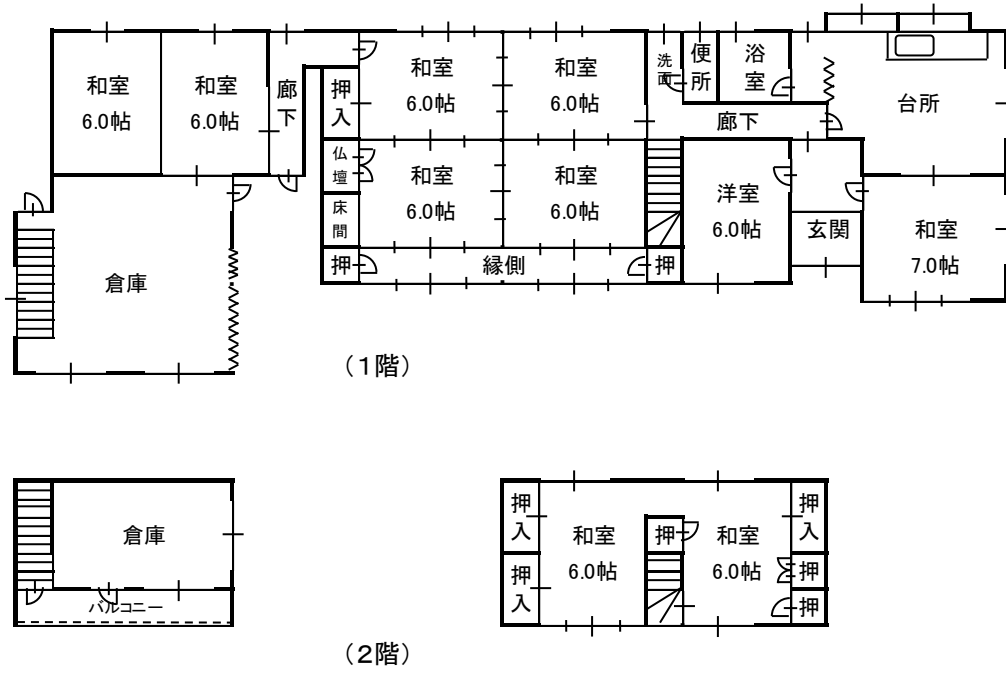 和室
6.0帖
和室
6.0帖
廊下
押入
和室
6.0帖
和室
6.0帖
洗面
便所
浴室
台所
廊下
仏壇
床間
和室
6.0帖
和室
6.0帖
洋室
6.0帖
玄関
和室
7.0帖
押
縁側
押
倉庫
(1階)
倉庫
バルコニー
押入
押入
和室
6.0帖
押
和室
6.0帖
押入
押
押
(2階)